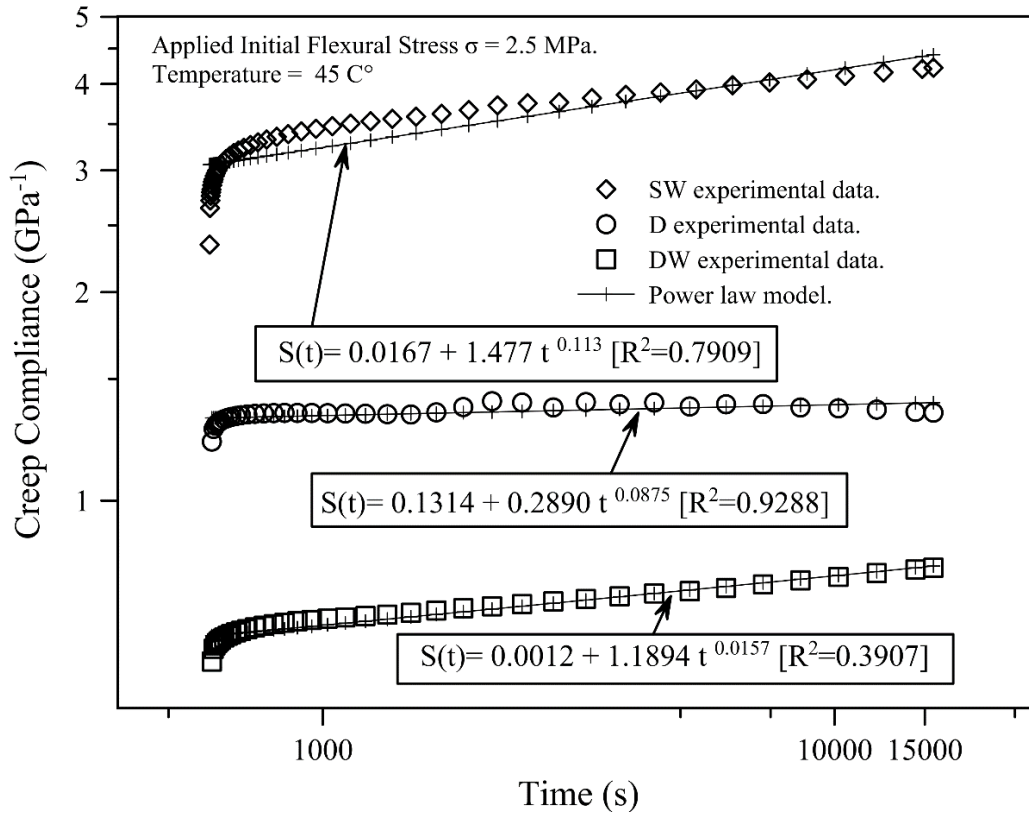 Applied Initial Flexural Stress σ = 2.5 MPa.
Temperature = 45 C°
5
4
3
2
1
Creep Compliance (GPa⁻¹)
SW experimental data.
D experimental data.
DW experimental data.
Power law model.
S(t)= 0.0167 + 1.477 t ⁰·¹¹³ [R²=0.7909]
S(t)= 0.1314 + 0.2890 t ⁰·⁰⁸⁷⁵ [R²=0.9288]
S(t)= 0.0012 + 1.1894 t ⁰·⁰¹⁵⁷ [R²=0.3907]
1000 10000 15000
Time (s)